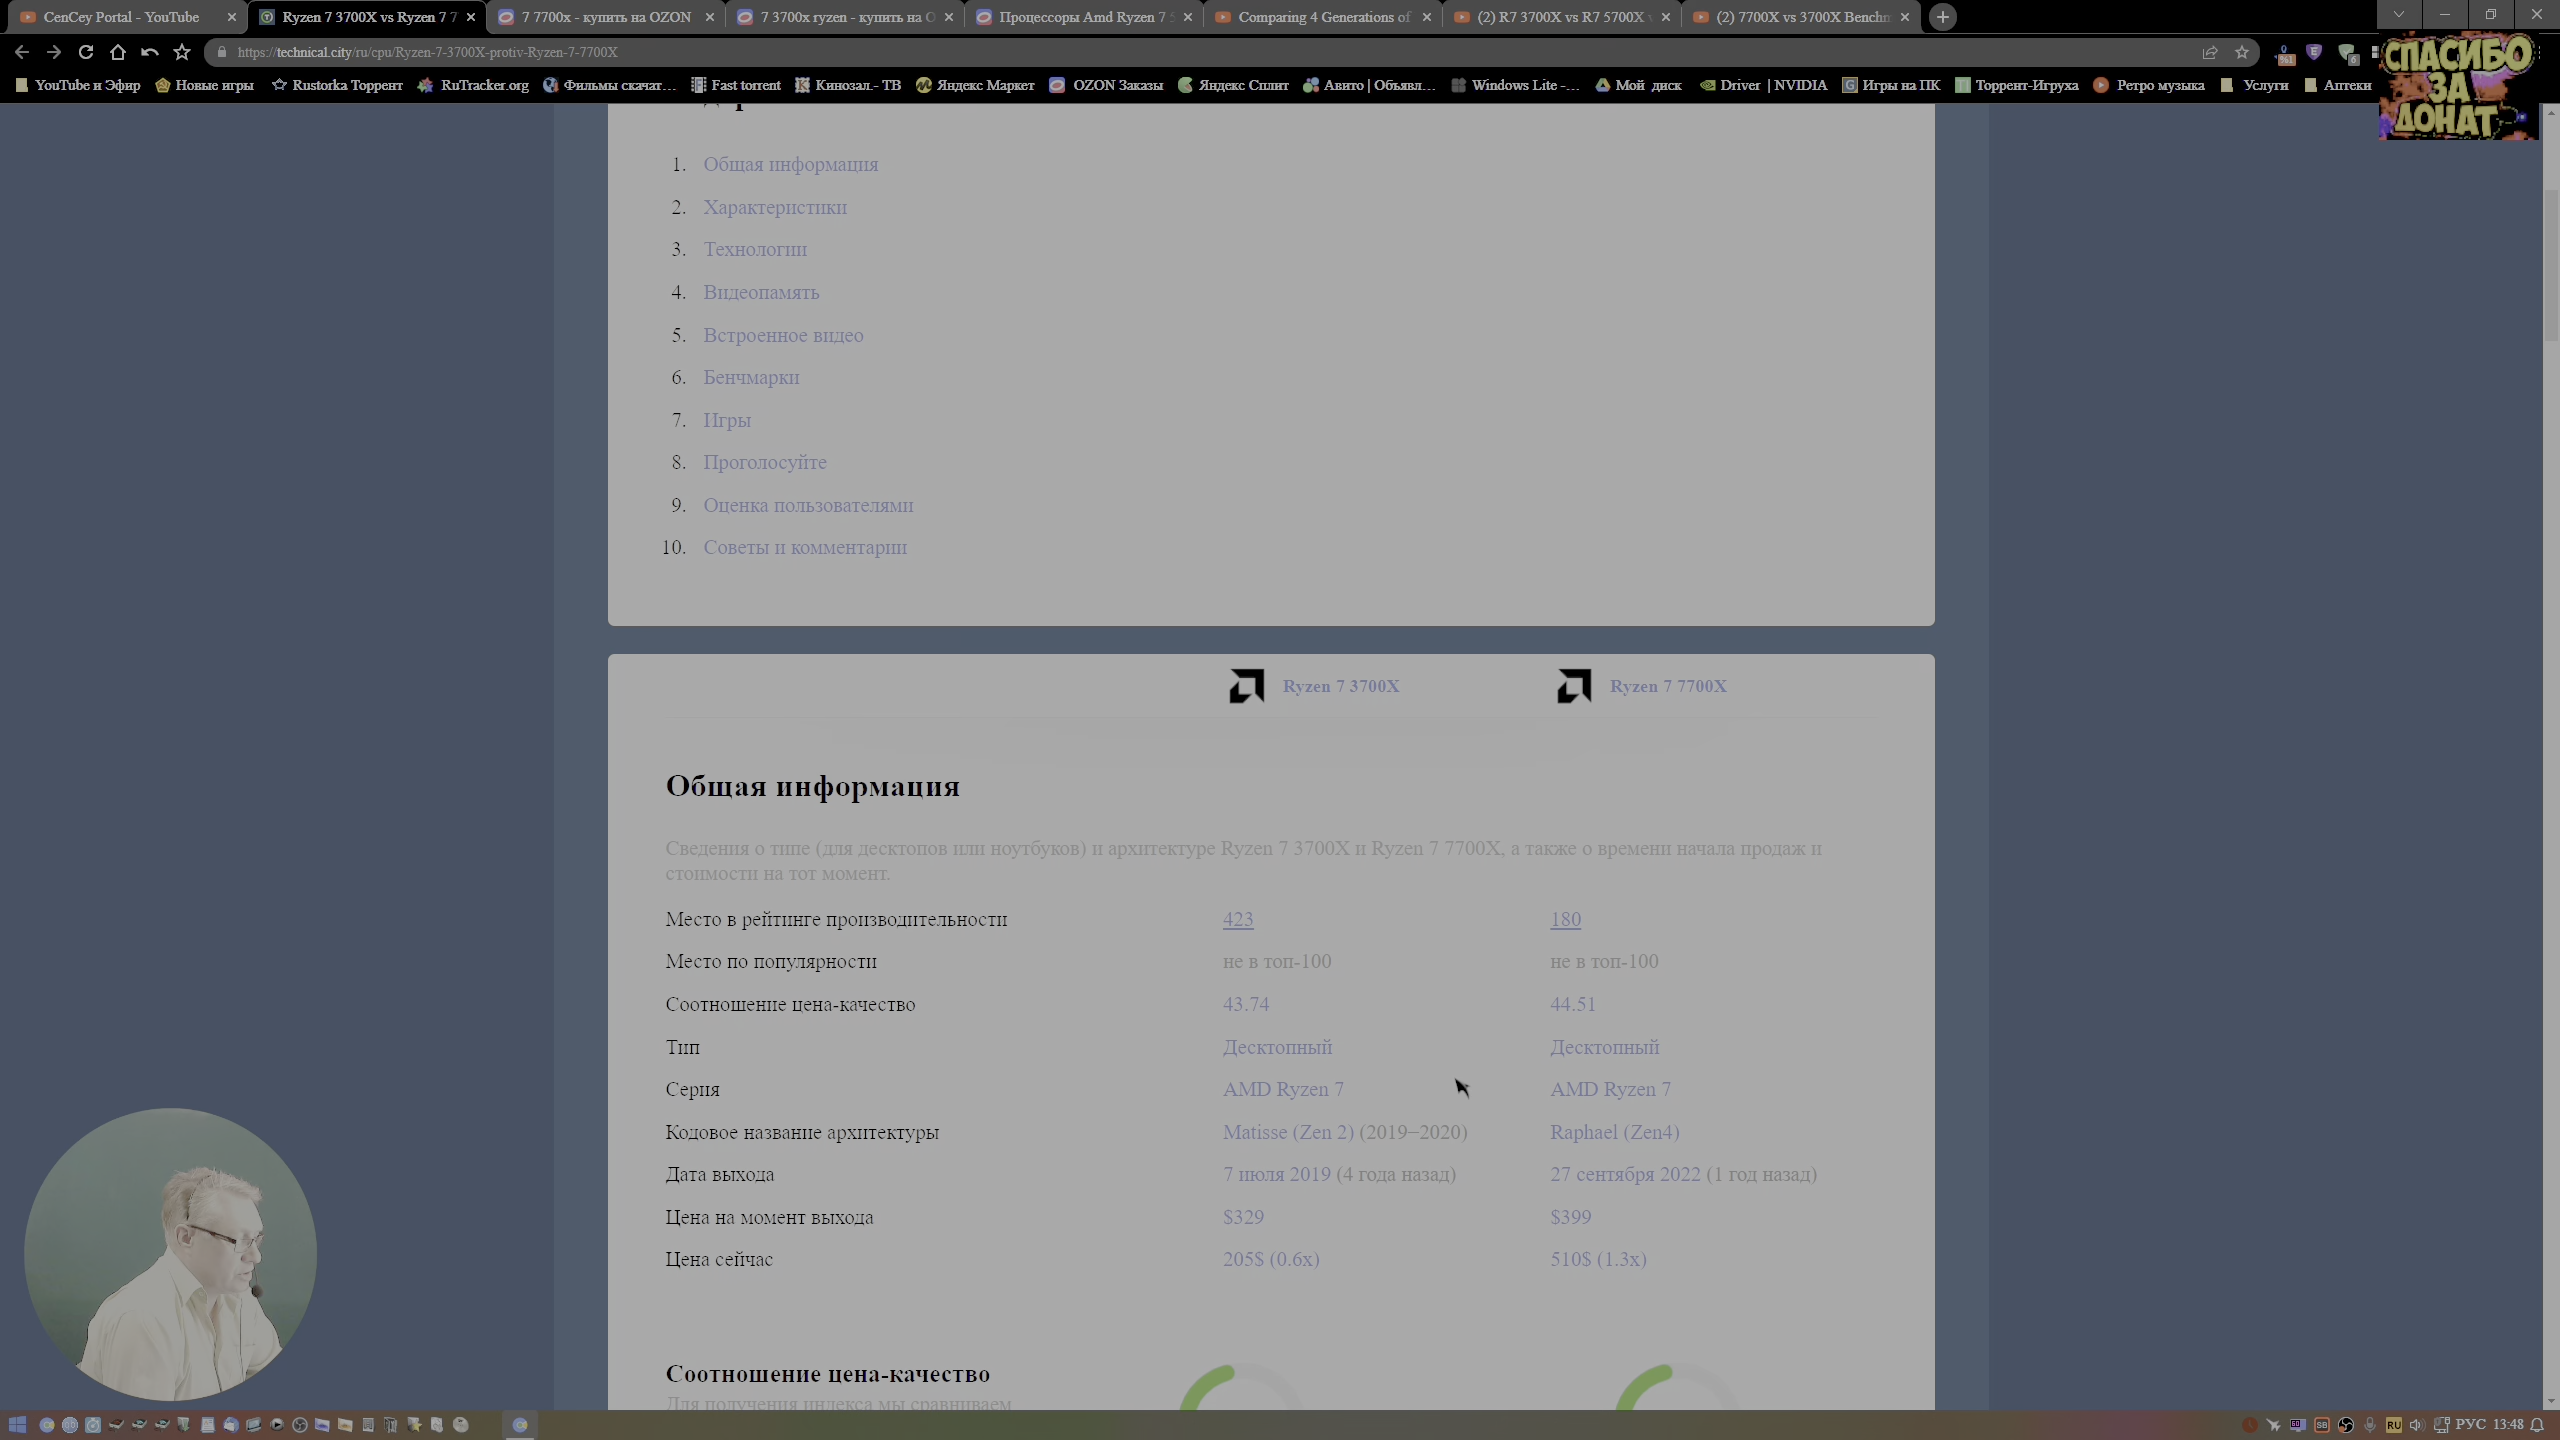 CenCey Portal - YouTube
Ryzen 7 3700X vs Ryzen 7 7
7 7700x - купить на OZON
7 3700x ryzen - купить на O
Процессоры Amd Ryzen 7 5
Comparing 4 Generations of
(2) R7 3700X vs R7 5700X v
(2) 7700X vs 3700X Benchm
https://technical.city/ru/cpu/Ryzen-7-3700X-protiv-Ryzen-7-7700X
YouTube и Эфир
Новые игры
Rustorka Торрент
RuTracker.org
Фильмы скачат...
Fast torrent
Кинозал.- ТВ
Яндекс Маркет
OZON Заказы
Яндекс Сплит
Авито | Объявл...
Windows Lite -...
Мой диск
Driver | NVIDIA
Игры на ПК
Торрент-Игруха
Ретро музыка
Услуги
Аптеки
СПАСИБО
ЗА
ДОНАТ
1. Общая информация
2. Характеристики
3. Технологии
4. Видеопамять
5. Встроенное видео
6. Бенчмарки
7. Игры
8. Проголосуйте
9. Оценка пользователями
10. Советы и комментарии
Ryzen 7 3700X
Ryzen 7 7700X
Общая информация
Сведения о типе (для десктопов или ноутбуков) и архитектуре Ryzen 7 3700X и Ryzen 7 7700X, а также о времени начала продаж и
стоимости на тот момент.
Место в рейтинге производительности 423 180
Место по популярности не в топ-100 не в топ-100
Соотношение цена-качество 43.74 44.51
Тип Десктопный Десктопный
Серия AMD Ryzen 7 AMD Ryzen 7
Кодовое название архитектуры Matisse (Zen 2) (2019−2020) Raphael (Zen4)
Дата выхода 7 июля 2019 (4 года назад) 27 сентября 2022 (1 год назад)
Цена на момент выхода $329 $399
Цена сейчас 205$ (0.6x) 510$ (1.3x)
Соотношение цена-качество
Для получения индекса мы сравниваем
RU
РУС 13:48